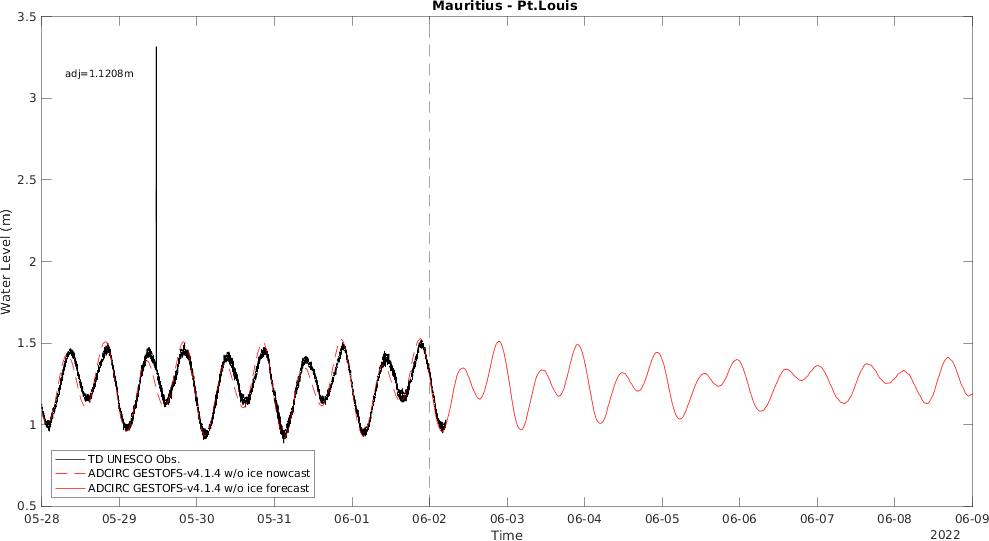 Mauritius - Pt.Louis
3.5
adj=1.1208m
3
2.5
2
1.5
1
0.5
Water Level (m)
TD UNESCO Obs.
ADCIRC GESTOFS-v4.1.4 w/o ice nowcast
ADCIRC GESTOFS-v4.1.4 w/o ice forecast
05-28 05-29 05-30 05-31 06-01 06-02 06-03 06-04 06-05 06-06 06-07 06-08 06-09
Time
2022